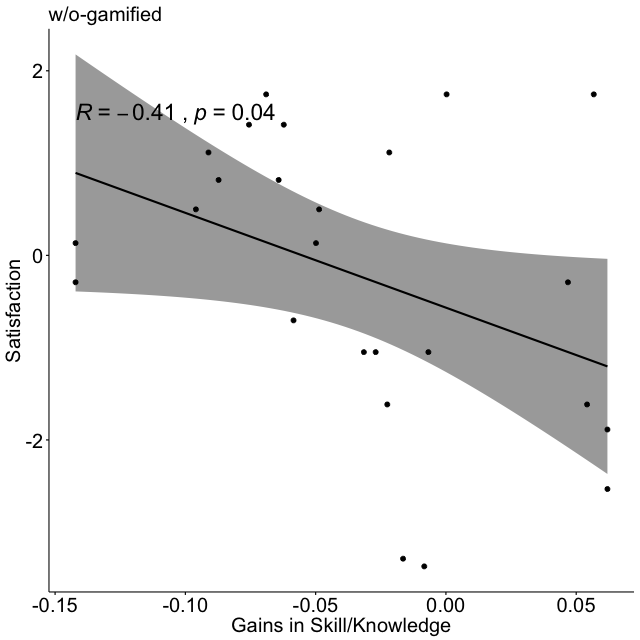 w/o-gamified
R = −0.41 , p = 0.04
2
0
-2
Satisfaction
-0.15 -0.10 -0.05 0.00 0.05
Gains in Skill/Knowledge